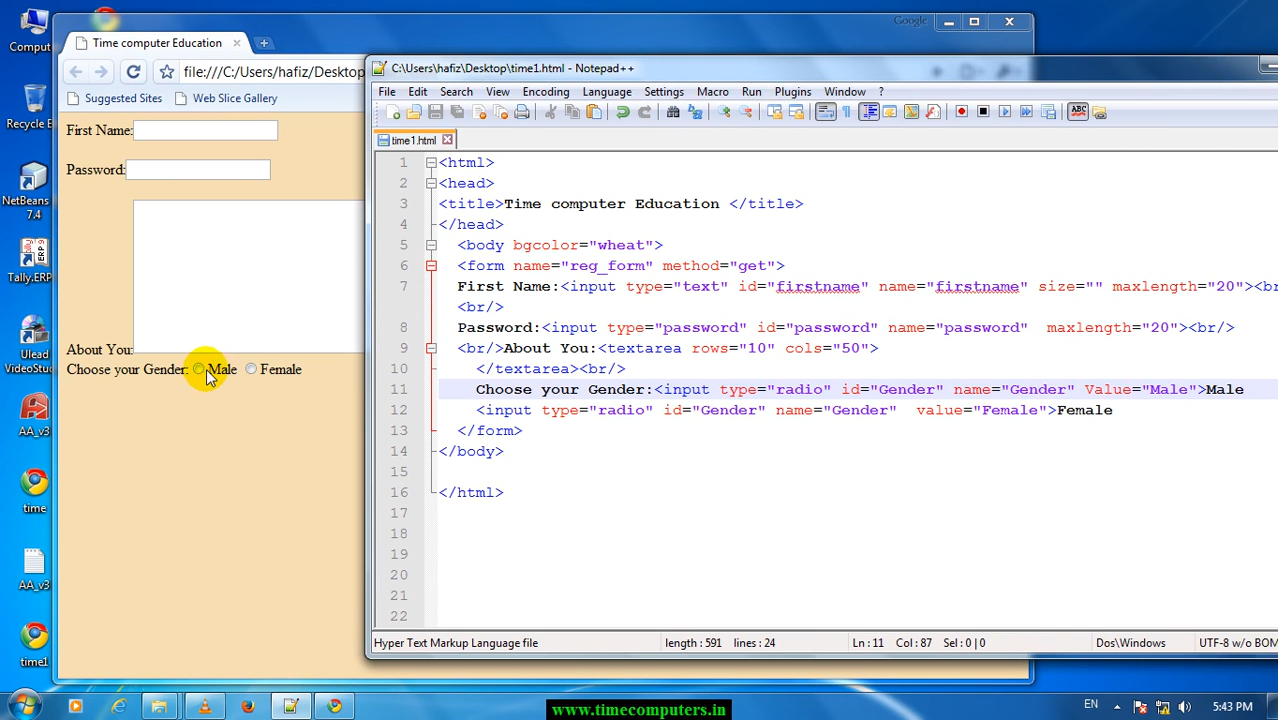 Comput
Recycle B
NetBeans
7.4
Tally.ERP
Ulead
VideoStud
AA_v3
time
AA_v3
time1
Google
Time computer Education
file:///C:/Users/hafiz/Desktop
Suggested Sites
Web Slice Gallery
First Name:
Password:
About You:
Choose your Gender: Male Female
C:\Users\hafiz\Desktop\time1.html - Notepad++
File Edit Search View Encoding Language Settings Macro Run Plugins Window ?
ABC
time1.html
1 <html>
2 <head>
3 <title>Time computer Education </title>
4 </head>
5 <body bgcolor="wheat">
6 <form name="reg_form" method="get">
7 First Name:<input type="text" id="firstname" name="firstname" size="" maxlength="20"><br
<br/>
8 Password:<input type="password" id="password" name="password"  maxlength="20"><br/>
9 <br/>About You:<textarea rows="10" cols="50">
10 </textarea><br/>
11 Choose your Gender:<input type="radio" id="Gender" name="Gender" Value="Male">Male
12 <input type="radio" id="Gender" name="Gender"  value="Female">Female
13 </form>
14 </body>
15
16 </html>
17
18
19
20
21
22
Hyper Text Markup Language file
length : 591 lines : 24
Ln : 11 Col : 87 Sel : 0 | 0
Dos\Windows
UTF-8 w/o BOM
www.timecomputers.in
EN
5:43 PM